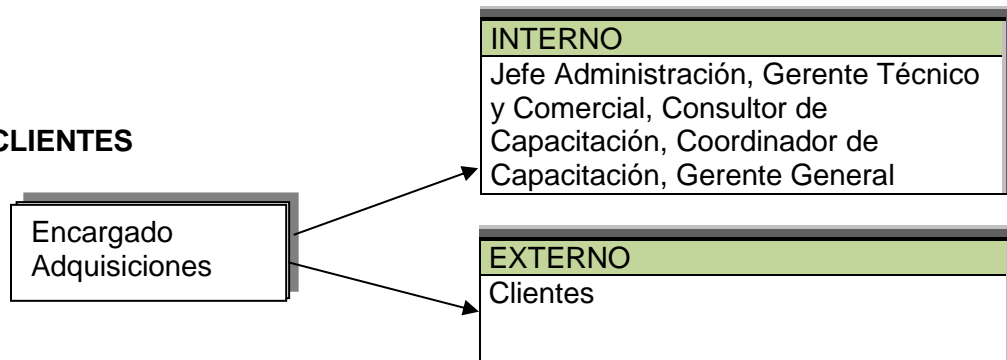 INTERNO
Jefe Administración, Gerente Técnico
y Comercial, Consultor de
Capacitación, Coordinador de
Capacitación, Gerente General
CLIENTES
Encargado
Adquisiciones
EXTERNO
Clientes